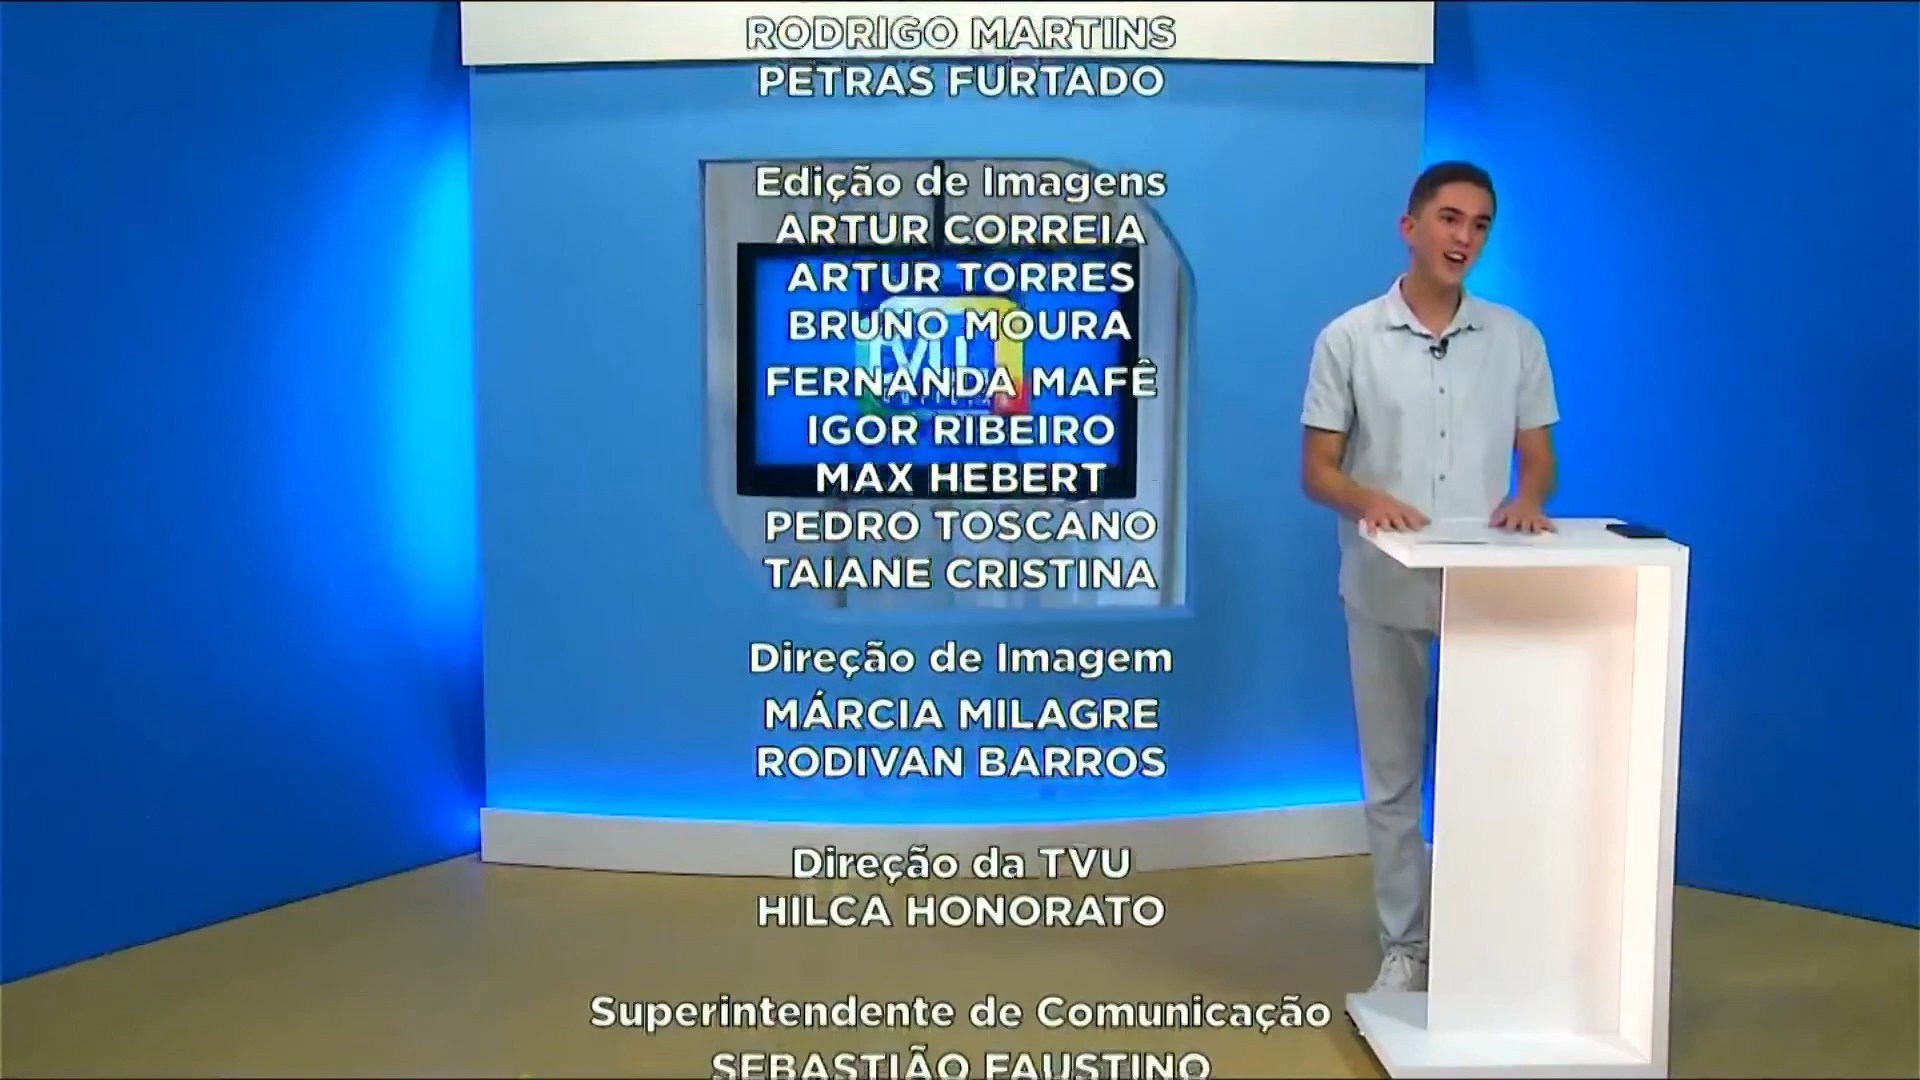 RODRIGO MARTINS
PETRAS FURTADO
Edição de Imagens
ARTUR CORREIA
ARTUR TORRES
BRUNO MOURA
FERNANDA MAFÊ
IGOR RIBEIRO
MAX HEBERT
PEDRO TOSCANO
TAIANE CRISTINA
Direção de Imagem
MÁRCIA MILAGRE
RODIVAN BARROS
Direção da TVU
HILCA HONORATO
Superintendente de Comunicação
SEBASTIÃO FAUSTINO